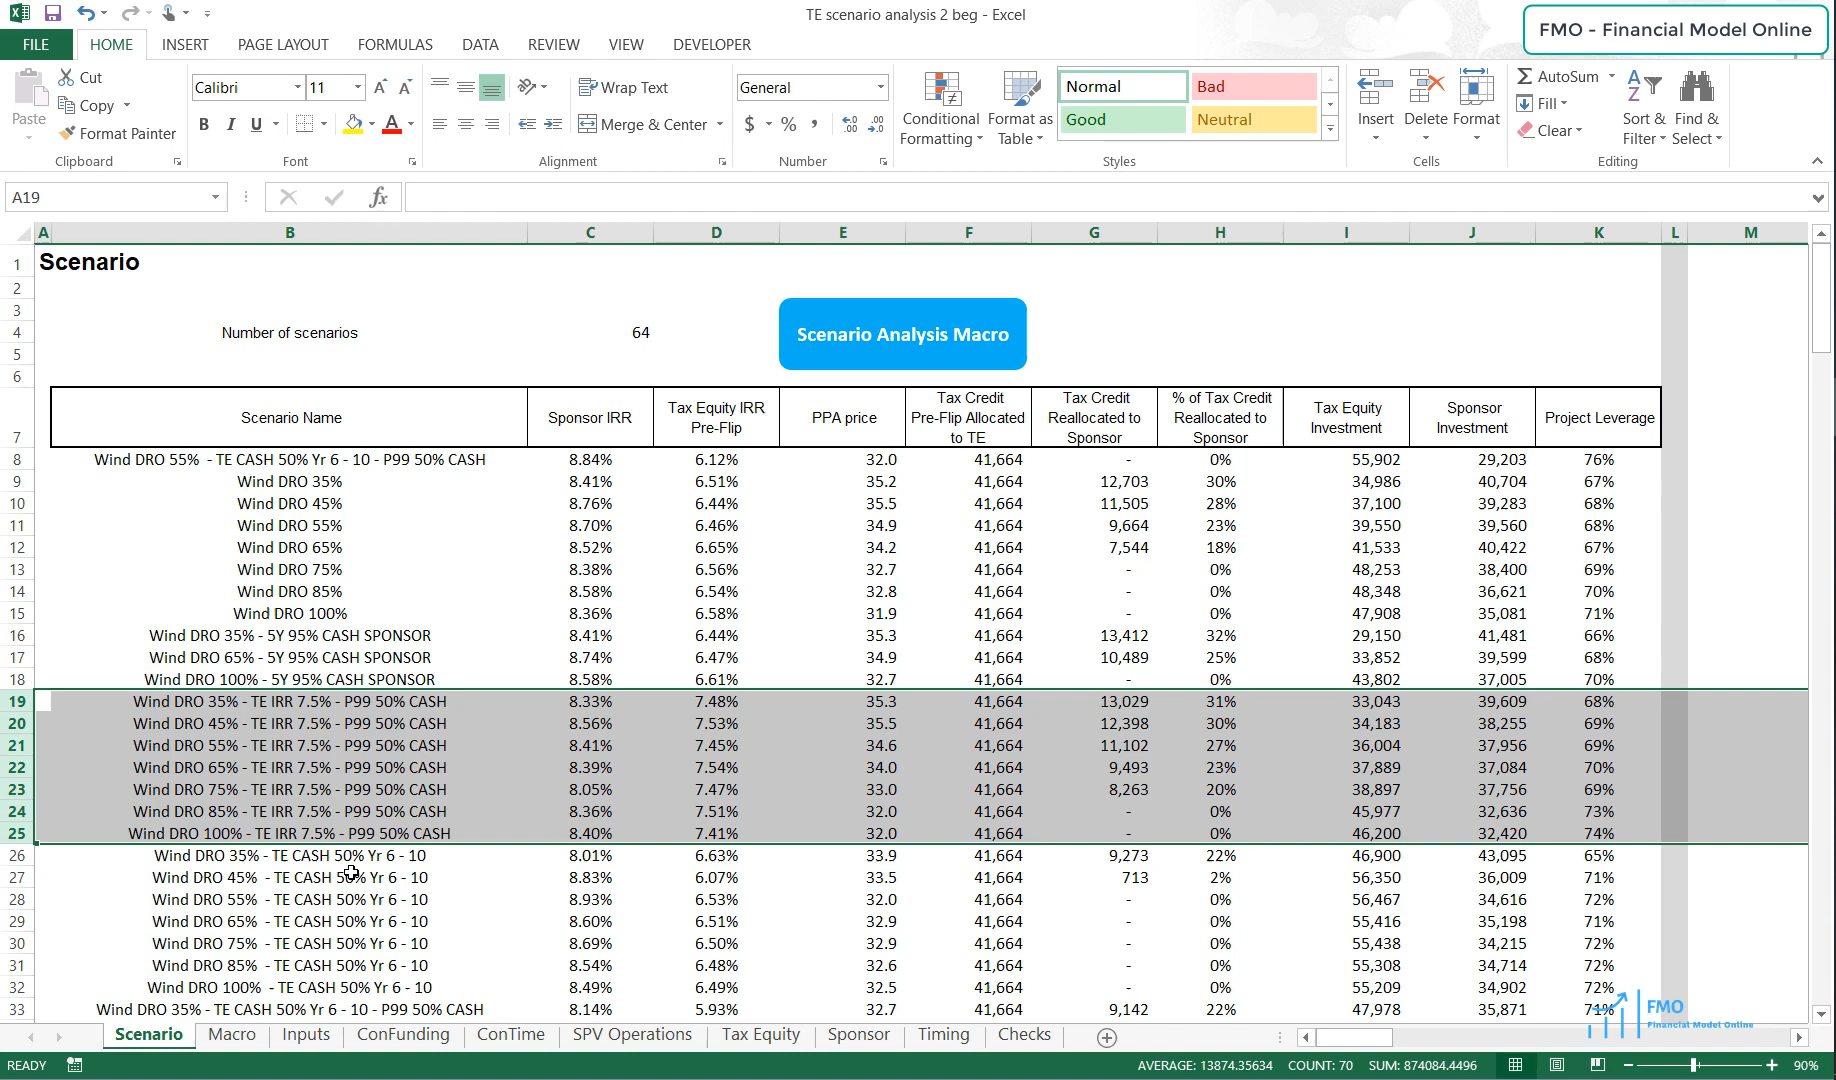 TE scenario analysis 2 beg - Excel
FMO - Financial Model Online
FILE HOME INSERT PAGE LAYOUT FORMULAS DATA REVIEW VIEW DEVELOPER
Paste
Cut
Copy
Format Painter
Clipboard
Calibri 11
B I U
Font
Wrap Text
Merge & Center
Alignment
General
$ % ,
Number
Conditional Formatting
Format as Table
Normal Bad
Good Neutral
Styles
Insert Delete Format
Cells
AutoSum
Fill
Clear
Sort & Filter
Find & Select
Editing
A19 fx
A B C D E F G H I J K L M
1 Scenario
2
3
4 Number of scenarios 64 Scenario Analysis Macro
5
6
7 Scenario Name Sponsor IRR Tax Equity IRR Pre-Flip PPA price Tax Credit Pre-Flip Allocated to TE Tax Credit Reallocated to Sponsor % of Tax Credit Reallocated to Sponsor Tax Equity Investment Sponsor Investment Project Leverage
8 Wind DRO 55% - TE CASH 50% Yr 6 - 10 - P99 50% CASH 8.84% 6.12% 32.0 41,664 - 0% 55,902 29,203 76%
9 Wind DRO 35% 8.41% 6.51% 35.2 41,664 12,703 30% 34,986 40,704 67%
10 Wind DRO 45% 8.76% 6.44% 35.5 41,664 11,505 28% 37,100 39,283 68%
11 Wind DRO 55% 8.70% 6.46% 34.9 41,664 9,664 23% 39,550 39,560 68%
12 Wind DRO 65% 8.52% 6.65% 34.2 41,664 7,544 18% 41,533 40,422 67%
13 Wind DRO 75% 8.38% 6.56% 32.7 41,664 - 0% 48,253 38,400 69%
14 Wind DRO 85% 8.58% 6.54% 32.8 41,664 - 0% 48,348 36,621 70%
15 Wind DRO 100% 8.36% 6.58% 31.9 41,664 - 0% 47,908 35,081 71%
16 Wind DRO 35% - 5Y 95% CASH SPONSOR 8.41% 6.44% 35.3 41,664 13,412 32% 29,150 41,481 66%
17 Wind DRO 65% - 5Y 95% CASH SPONSOR 8.74% 6.47% 34.9 41,664 10,489 25% 33,852 39,599 68%
18 Wind DRO 100% - 5Y 95% CASH SPONSOR 8.58% 6.61% 32.7 41,664 - 0% 43,802 37,005 70%
19 Wind DRO 35% - TE IRR 7.5% - P99 50% CASH 8.33% 7.48% 35.3 41,664 13,029 31% 33,043 39,609 68%
20 Wind DRO 45% - TE IRR 7.5% - P99 50% CASH 8.56% 7.53% 35.5 41,664 12,398 30% 34,183 38,255 69%
21 Wind DRO 55% - TE IRR 7.5% - P99 50% CASH 8.41% 7.45% 34.6 41,664 11,102 27% 36,004 37,956 69%
22 Wind DRO 65% - TE IRR 7.5% - P99 50% CASH 8.39% 7.54% 34.0 41,664 9,493 23% 37,889 37,084 70%
23 Wind DRO 75% - TE IRR 7.5% - P99 50% CASH 8.05% 7.47% 33.0 41,664 8,263 20% 38,897 37,756 69%
24 Wind DRO 85% - TE IRR 7.5% - P99 50% CASH 8.36% 7.51% 32.0 41,664 - 0% 45,977 32,636 73%
25 Wind DRO 100% - TE IRR 7.5% - P99 50% CASH 8.40% 7.41% 32.0 41,664 - 0% 46,200 32,420 74%
26 Wind DRO 35% - TE CASH 50% Yr 6 - 10 8.01% 6.63% 33.9 41,664 9,273 22% 46,900 43,095 65%
27 Wind DRO 45% - TE CASH 50% Yr 6 - 10 8.83% 6.07% 33.5 41,664 713 2% 56,350 36,009 71%
28 Wind DRO 55% - TE CASH 50% Yr 6 - 10 8.93% 6.53% 32.0 41,664 - 0% 56,467 34,616 72%
29 Wind DRO 65% - TE CASH 50% Yr 6 - 10 8.60% 6.51% 32.9 41,664 - 0% 55,416 35,198 71%
30 Wind DRO 75% - TE CASH 50% Yr 6 - 10 8.69% 6.50% 32.9 41,664 - 0% 55,438 34,215 72%
31 Wind DRO 85% - TE CASH 50% Yr 6 - 10 8.54% 6.48% 32.6 41,664 - 0% 55,308 34,714 72%
32 Wind DRO 100% - TE CASH 50% Yr 6 - 10 8.49% 6.49% 32.5 41,664 - 0% 55,209 34,902 72%
33 Wind DRO 35% - TE CASH 50% Yr 6 - 10 - P99 50% CASH 8.14% 5.93% 32.7 41,664 9,142 22% 47,978 35,871 71%
FMO
Financial Model Online
Scenario Macro Inputs ConFunding ConTime SPV Operations Tax Equity Sponsor Timing Checks
READY AVERAGE: 13874.35634 COUNT: 70 SUM: 874084.4496 90%